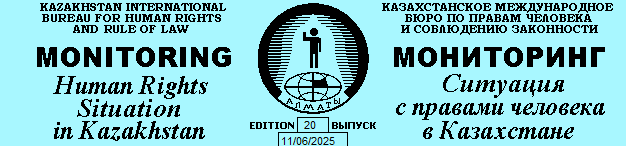 KAZAKHSTAN INTERNATIONAL
BUREAU FOR HUMAN RIGHTS
AND RULE OF LAW
MONITORING
Human Rights
Situation
in Kazakhstan
АЛМАТЫ
EDITION 20 ВЫПУСК
11/06/2025
КАЗАХСТАНСКОЕ МЕЖДУНАРОДНОЕ
БЮРО ПО ПРАВАМ ЧЕЛОВЕКА
И СОБЛЮДЕНИЮ ЗАКОННОСТИ
МОНИТОРИНГ
Ситуация
с правами человека
в Казахстане